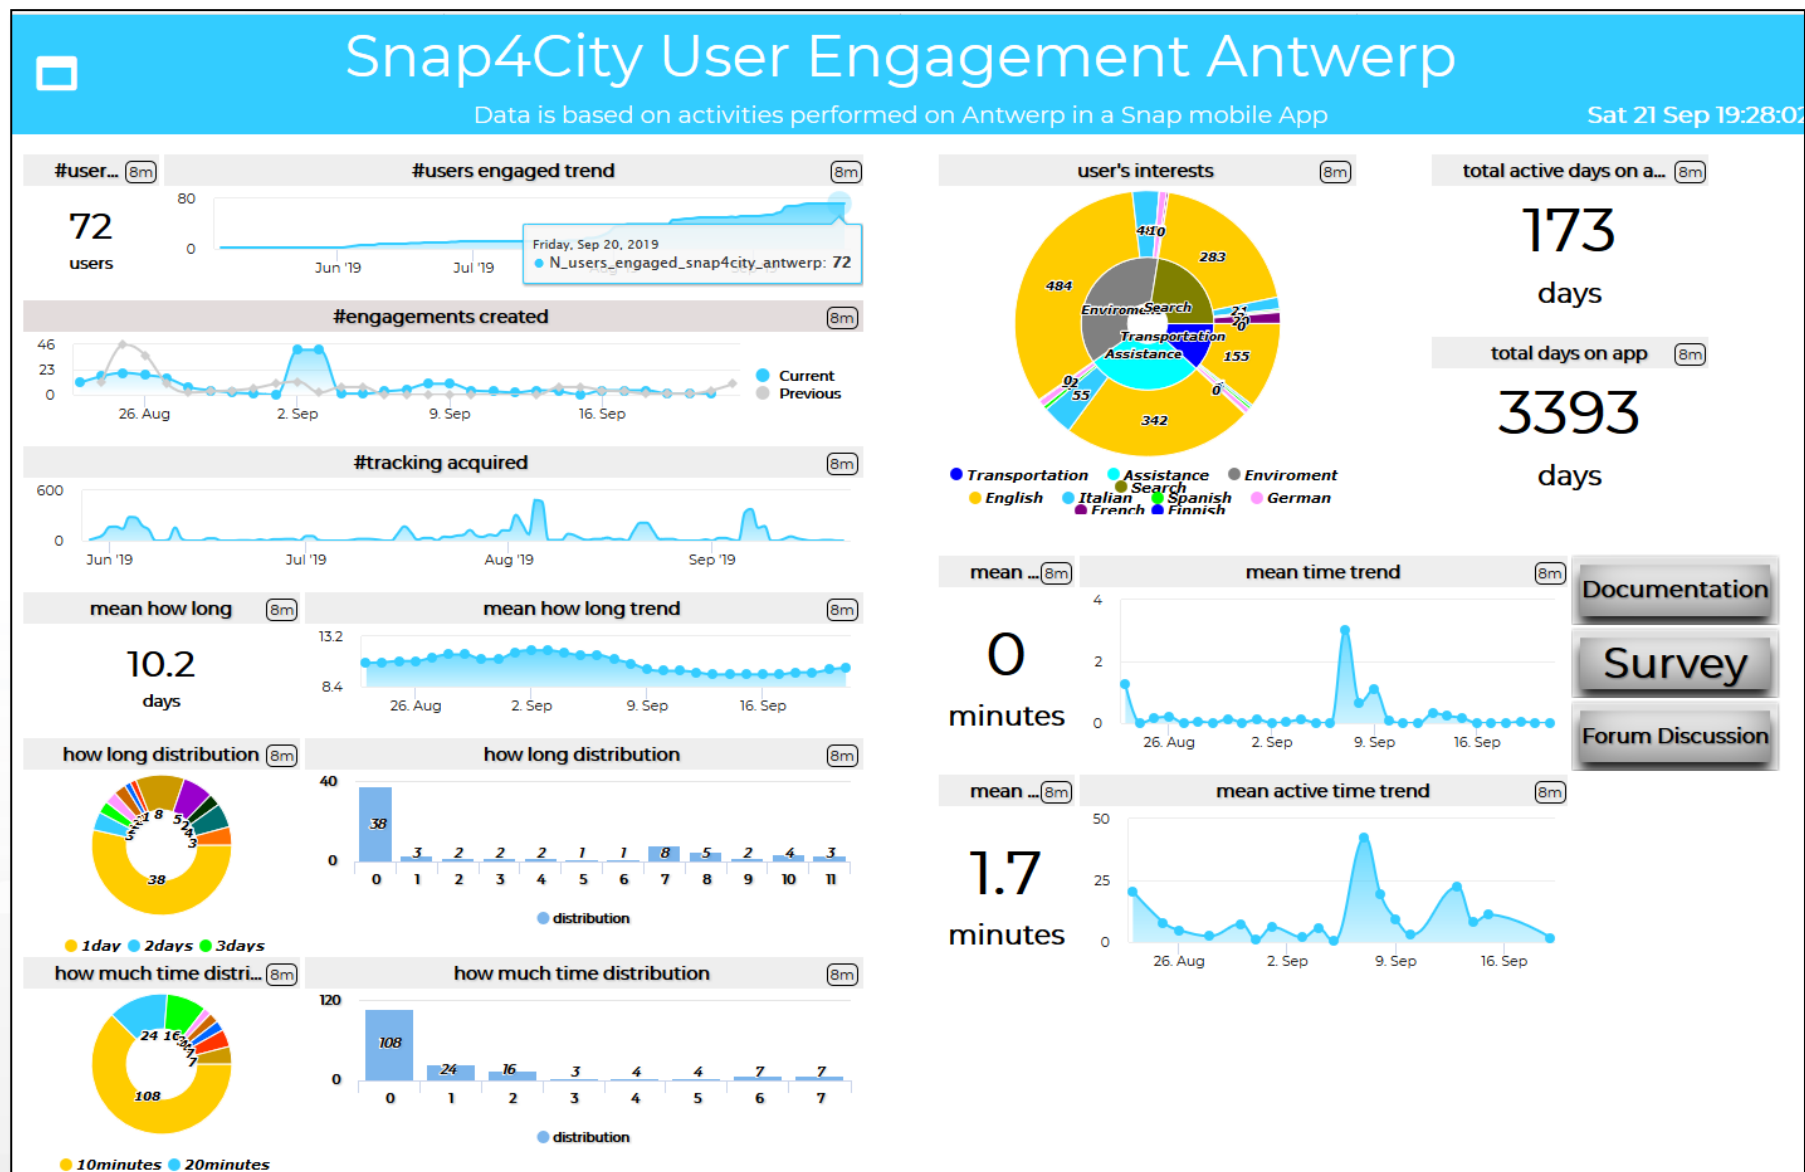 Snap4City User Engagement Antwerp
Data is based on activities performed on Antwerp in a Snap mobile App
Sat 21 Sep 19:28:02
#user... 8m
#users engaged trend 8m
72
users
80
0
Jun '19 Jul '19
Friday, Sep 20, 2019
N_users_engaged_snap4city_antwerp: 72
#engagements created 8m
46
23
0
26. Aug 2. Sep 9. Sep 16. Sep
Current
Previous
#tracking acquired 8m
600
0
Jun '19 Jul '19 Aug '19 Sep '19
mean how long 8m
10.2
days
mean how long trend 8m
13.2
8.4
26. Aug 2. Sep 9. Sep 16. Sep
how long distribution 8m
8
5
4
3
38
1day 2days 3days
how long distribution 8m
40
0
38 3 2 2 2 1 1 8 5 2 4 3
0 1 2 3 4 5 6 7 8 9 10 11
distribution
how much time distri... 8m
24 16
7
7
108
10minutes 20minutes
how much time distribution 8m
120
0
108 24 16 3 4 4 7 7
0 1 2 3 4 5 6 7
distribution
user's interests 8m
283
484
Search
Transportation
Assistance
155
0
55
0
342
Transportation Assistance Enviroment
Search
English Italian Spanish German
French Finnish
total active days on a... 8m
173
days
total days on app 8m
3393
days
mean ... 8m
0
minutes
mean time trend 8m
4
2
0
26. Aug 2. Sep 9. Sep 16. Sep
Documentation
Survey
Forum Discussion
mean ... 8m
1.7
minutes
mean active time trend 8m
50
25
0
26. Aug 2. Sep 9. Sep 16. Sep